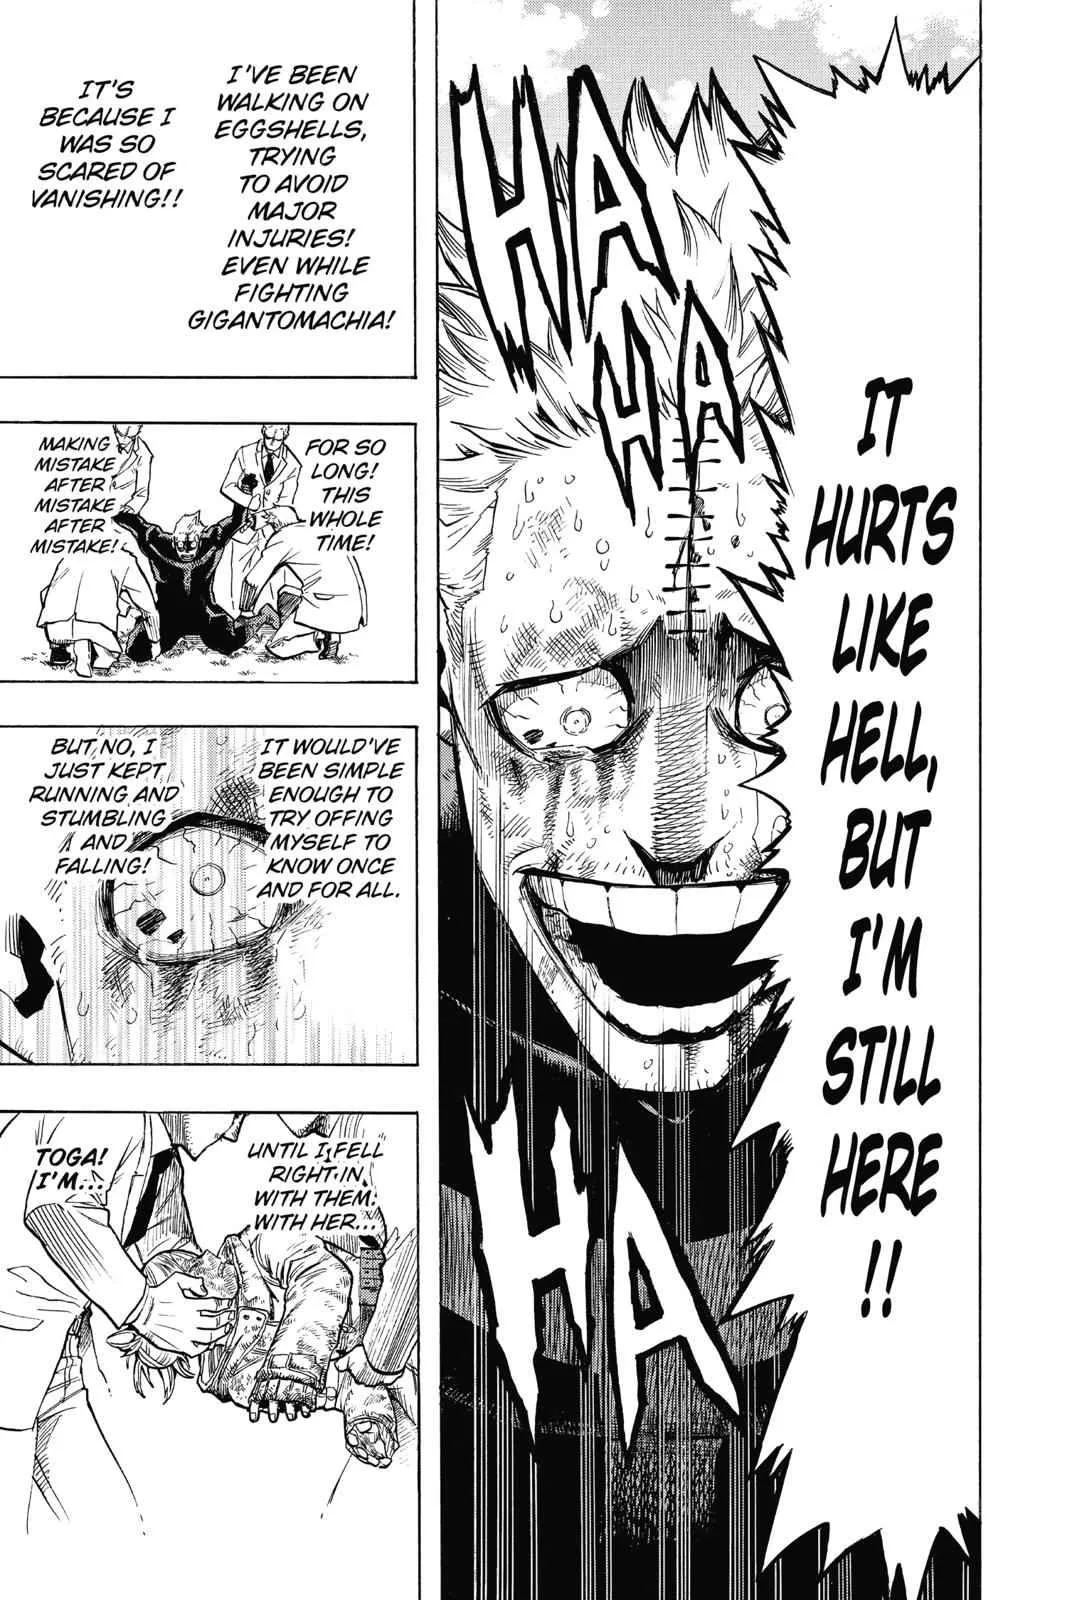 HA
HA
HA
IT
HURTS
LIKE
HELL,
BUT
I'M
STILL
HERE
!!
I'VE BEEN
WALKING ON
EGGSHELLS,
TRYING
TO AVOID
MAJOR
INJURIES!
EVEN WHILE
FIGHTING
GIGANTOMACHIA!
IT'S
BECAUSE I
WAS SO
SCARED OF
VANISHING!!
FOR SO
LONG!
THIS
WHOLE
TIME!
MAKING
MISTAKE
AFTER
MISTAKE
AFTER
MISTAKE!
IT WOULD'VE
BEEN SIMPLE
ENOUGH TO
TRY OFFING
MYSELF TO
KNOW ONCE
AND FOR ALL.
BUT NO, I
JUST KEPT
RUNNING AND
STUMBLING
AND
FALLING!
UNTIL I FELL
RIGHT IN
WITH THEM.
WITH HER...
TOGA!
I'M...